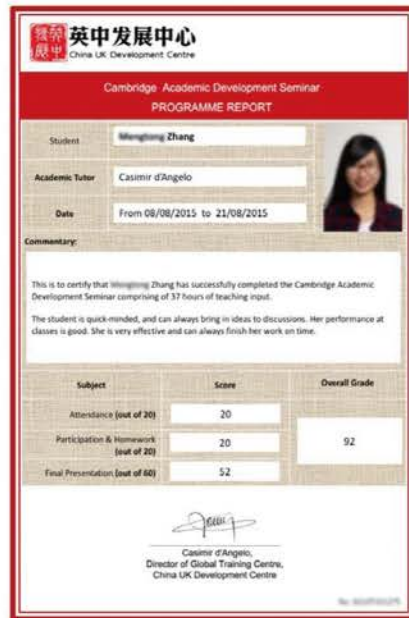 英中发展中心
China UK Development Centre
Cambridge Academic Development Seminar
PROGRAMME REPORT
Student Zhang
Academic Tutor Casimir d'Angelo
Date From 08/08/2015 to 21/08/2015
Commentary:
This is to certify that Zhang has successfully completed the Cambridge Academic
Development Seminar comprising of 37 hours of teaching input.
The student is quick-minded, and can always bring in ideas to discussions. Her performance at
classes is good. She is very effective and can always finish her work on time.
Subject Score Overall Grade
Attendance (out of 20) 20
Participation & Homework
(out of 20) 20 92
Final Presentation (out of 60) 52
Casimir d'Angelo,
Director of Global Training Centre,
China UK Development Centre